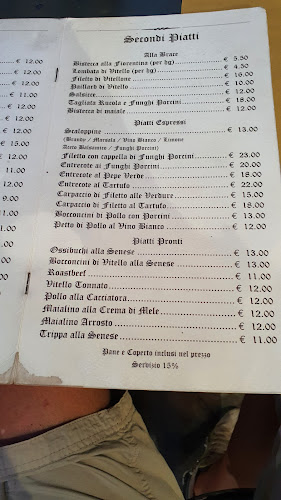 Secondi Piatti
Alla Brace
Bistecca alla Fiorentina (per hg) € 5.50
Lombata di Vitello (per hg) € 4.50
Filetto di Vitellone € 18.00
Paillard di Vitello € 10.00
Salsicce € 12.00
Tagliata Rucola e Funghi Porcini € 18.00
Bistecca di maiale € 12.00
Piatti Espressi
Scaloppine € 13.00
(Brandy / Marsala / Vino Bianco / Limone
Aceto Balsamico / Funghi Porcini)
Filetto con cappella di Funghi Porcini € 23.00
Entrecote ai Funghi Porcini € 20.00
Entrecote al Pepe Verde € 18.00
Entrecote al Tartufo € 22.00
Carpaccio di Filetto alle Verdure € 15.00
Carpaccio di Filetto al Tartufo € 18.00
Bocconcini di Pollo con Porcini € 13.00
Petto di Pollo al Vino Bianco € 12.00
Piatti Pronti
Ossibuchi alla Senese € 13.00
Bocconcini di Vitello alla Senese € 13.00
Roastbeef € 11.00
Vitello Tonnato € 12.00
Pollo alla Cacciatora € 12.00
Maialino alla Crema di Mele € 12.00
Maialino Arrosto € 12.00
Trippa alla Senese € 11.00
Pane e Coperto inclusi nel prezzo
Servizio 15%